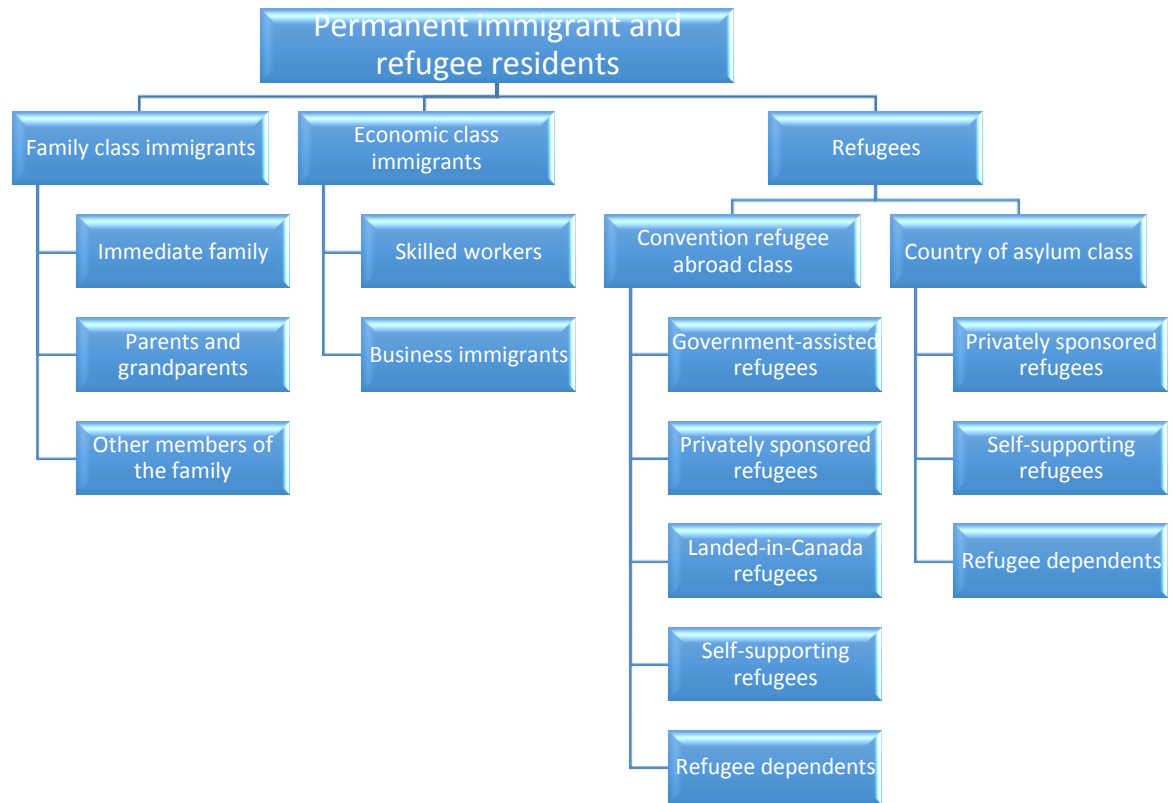 Permanent immigrant and
refugee residents
Family class immigrants
Economic class
immigrants
Refugees
Immediate family
Parents and
grandparents
Other members of
the family
Skilled workers
Business immigrants
Convention refugee
abroad class
Country of asylum class
Government-assisted
refugees
Privately sponsored
refugees
Landed-in-Canada
refugees
Self-supporting
refugees
Refugee dependents
Privately sponsored
refugees
Self-supporting
refugees
Refugee dependents